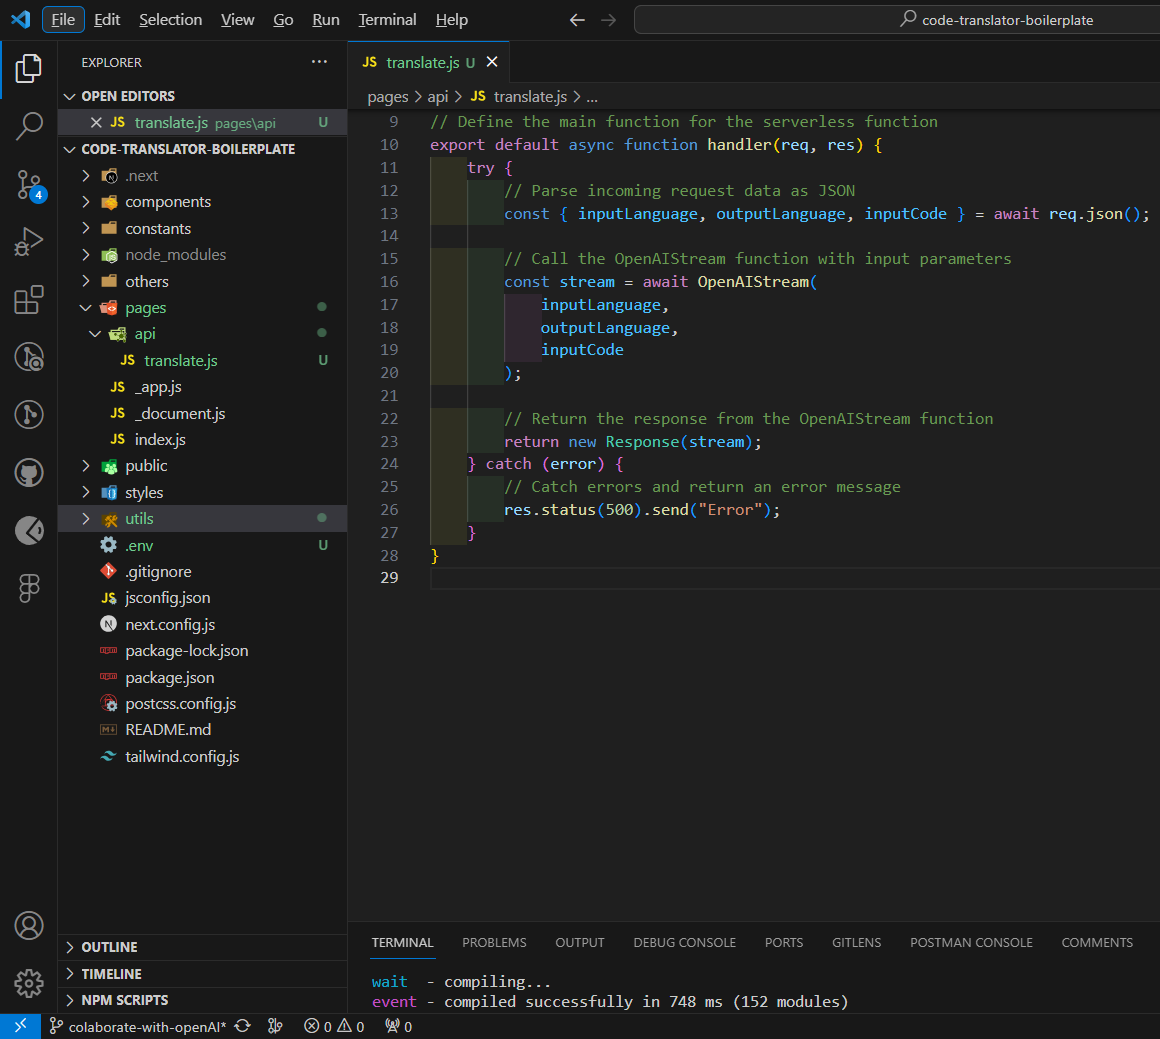 File Edit Selection View Go Run Terminal Help
code-translator-boilerplate
EXPLORER
OPEN EDITORS
JS translate.js pages\api U
CODE-TRANSLATOR-BOILERPLATE
.next
components
constants
node_modules
others
pages
api
JS translate.js U
JS _app.js
JS _document.js
JS index.js
public
styles
utils
.env U
.gitignore
JS jsconfig.json
N next.config.js
package-lock.json
package.json
postcss.config.js
README.md
tailwind.config.js
OUTLINE
TIMELINE
NPM SCRIPTS
4
JS translate.js U
pages > api > JS translate.js > ...
9 // Define the main function for the serverless function
10 export default async function handler(req, res) {
11 try {
12 // Parse incoming request data as JSON
13 const { inputLanguage, outputLanguage, inputCode } = await req.json();
14
15 // Call the OpenAIStream function with input parameters
16 const stream = await OpenAIStream(
17 inputLanguage,
18 outputLanguage,
19 inputCode
20 );
21
22 // Return the response from the OpenAIStream function
23 return new Response(stream);
24 } catch (error) {
25 // Catch errors and return an error message
26 res.status(500).send("Error");
27 }
28 }
29
TERMINAL PROBLEMS OUTPUT DEBUG CONSOLE PORTS GITLENS POSTMAN CONSOLE COMMENTS
wait - compiling...
event - compiled successfully in 748 ms (152 modules)
colaborate-with-openAI* 0 0 0